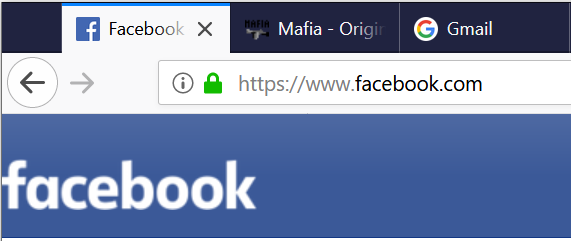 Facebook Mafia - Origin Gmail
https://www.facebook.com
facebook